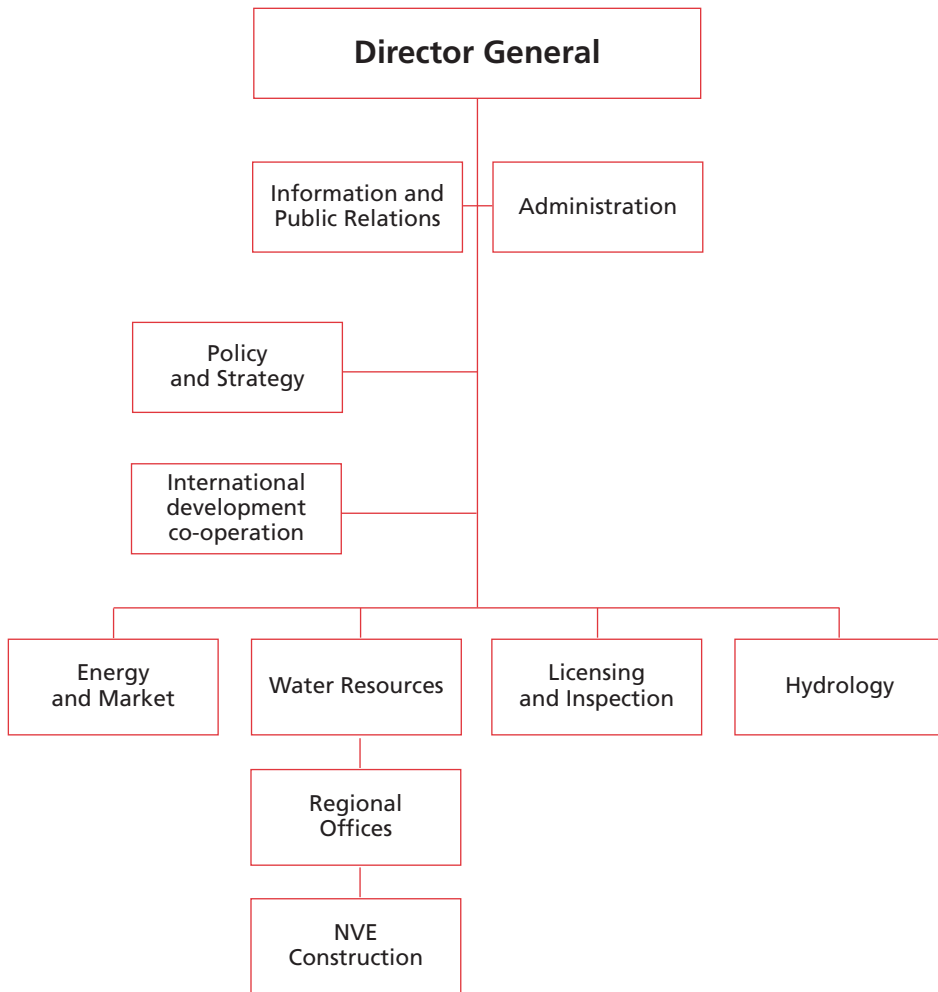 Director General
Information and
Public Relations
Administration
Policy
and Strategy
International
development
co-operation
Energy
and Market
Water Resources
Licensing
and Inspection
Hydrology
Regional
Offices
NVE
Construction